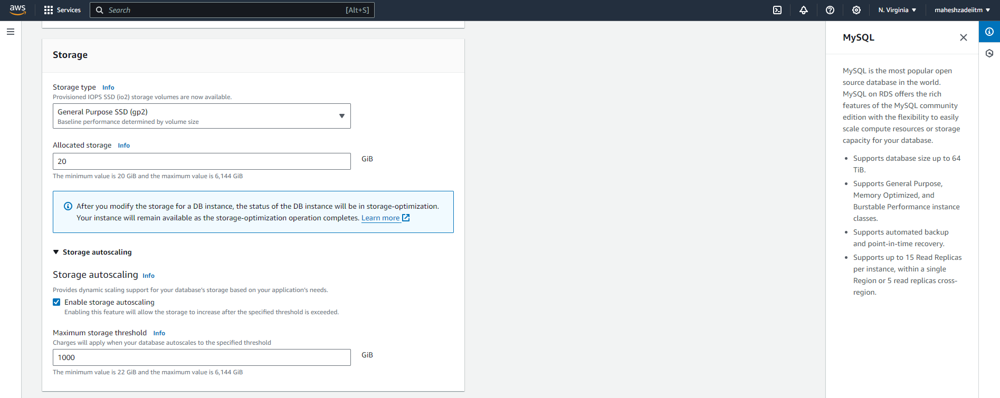 aws
Services
Search
[Alt+S]
N. Virginia
maheshzadeiitm
Storage
Storage type Info
Provisioned IOPS SSD (io2) storage volumes are now available.
General Purpose SSD (gp2)
Baseline performance determined by volume size
Allocated storage Info
20
GiB
The minimum value is 20 GiB and the maximum value is 6,144 GiB
After you modify the storage for a DB instance, the status of the DB instance will be in storage-optimization.
Your instance will remain available as the storage-optimization operation completes. Learn more
Storage autoscaling
Storage autoscaling Info
Provides dynamic scaling support for your database's storage based on your application's needs.
Enable storage autoscaling
Enabling this feature will allow the storage to increase after the specified threshold is exceeded.
Maximum storage threshold Info
Charges will apply when your database autoscales to the specified threshold
1000
GiB
The minimum value is 22 GiB and the maximum value is 6,144 GiB
MySQL
MySQL is the most popular open
source database in the world.
MySQL on RDS offers the rich
features of the MySQL community
edition with the flexibility to easily
scale compute resources or storage
capacity for your database.
• Supports database size up to 64
TiB.
• Supports General Purpose,
Memory Optimized, and
Burstable Performance instance
classes.
• Supports automated backup
and point-in-time recovery.
• Supports up to 15 Read Replicas
per instance, within a single
Region or 5 read replicas cross-
region.